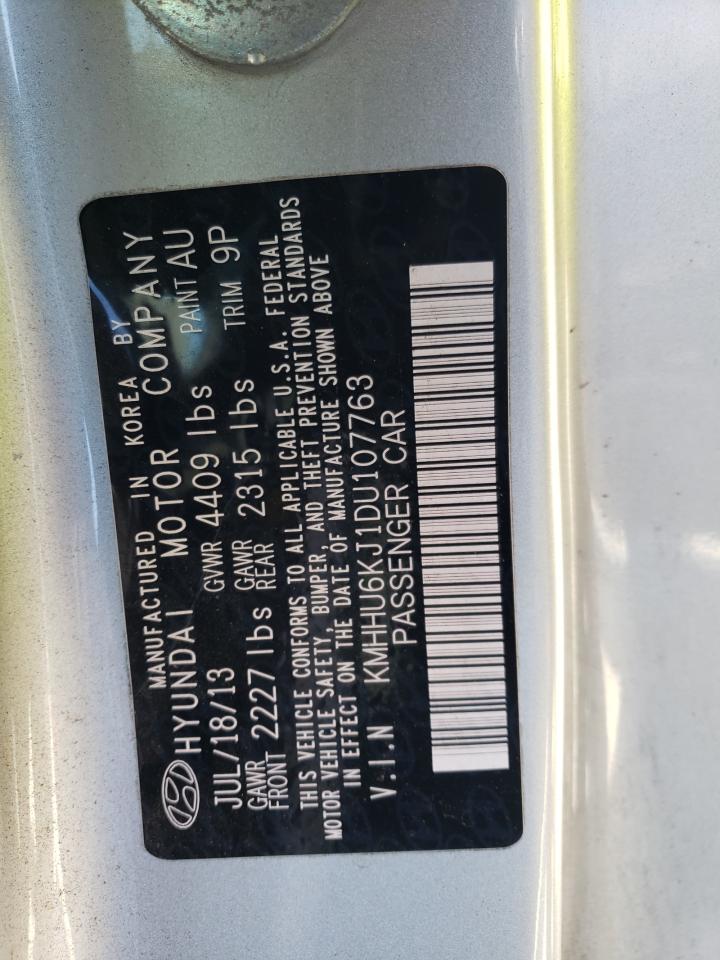 MANUFACTURED IN KOREA BY
HYUNDAI MOTOR COMPANY
JUL/18/13 GVWR 4409 lbs PAINT AU
GAWR FRONT 2227 lbs GAWR REAR 2315 lbs TRIM 9P
THIS VEHICLE CONFORMS TO ALL APPLICABLE U.S.A. FEDERAL
MOTOR VEHICLE SAFETY, BUMPER, AND THEFT PREVENTION STANDARDS
IN EFFECT ON THE DATE OF MANUFACTURE SHOWN ABOVE
V.I.N KMHHU6KJ1DU107763
PASSENGER CAR